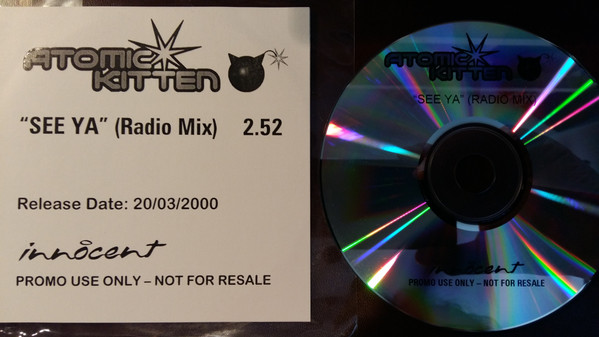 ATOMIC
KITTEN
"SEE YA" (Radio Mix) 2.52
Release Date: 20/03/2000
innocent
PROMO USE ONLY – NOT FOR RESALE
ATOMIC
KITTEN
"SEE YA" (RADIO MIX)
innocent
PROMO USE ONLY – NOT FOR RESALE